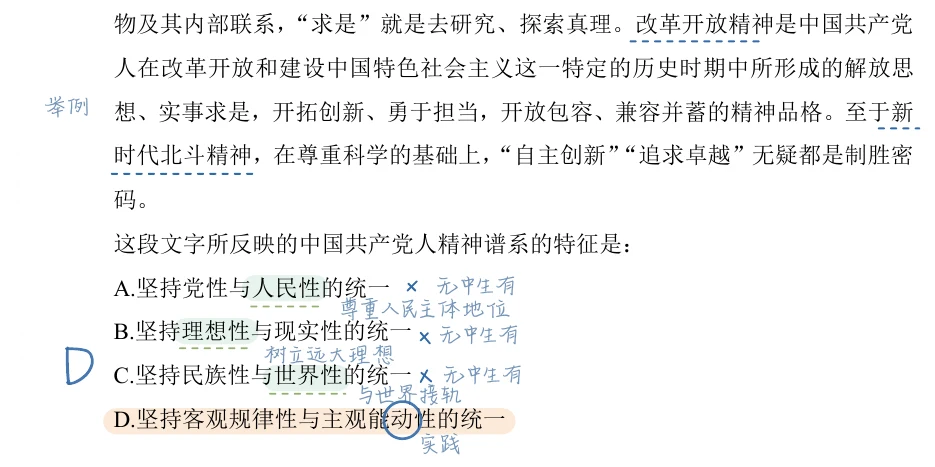 物及其内部联系，“求是”就是去研究、探索真理。改革开放精神是中国共产党
人在改革开放和建设中国特色社会主义这一特定的历史时期中所形成的解放思
举例
想、实事求是，开拓创新、勇于担当，开放包容、兼容并蓄的精神品格。至于新
时代北斗精神，在尊重科学的基础上，“自主创新”“追求卓越”无疑都是制胜密
码。
这段文字所反映的中国共产党人精神谱系的特征是：
A.坚持党性与人民性的统一 × 无中生有
尊重人民主体地位
B.坚持理想性与现实性的统一 × 无中生有
树立远大理想
D
C.坚持民族性与世界性的统一 × 无中生有
与世界接轨
D.坚持客观规律性与主观能动性的统一
实践